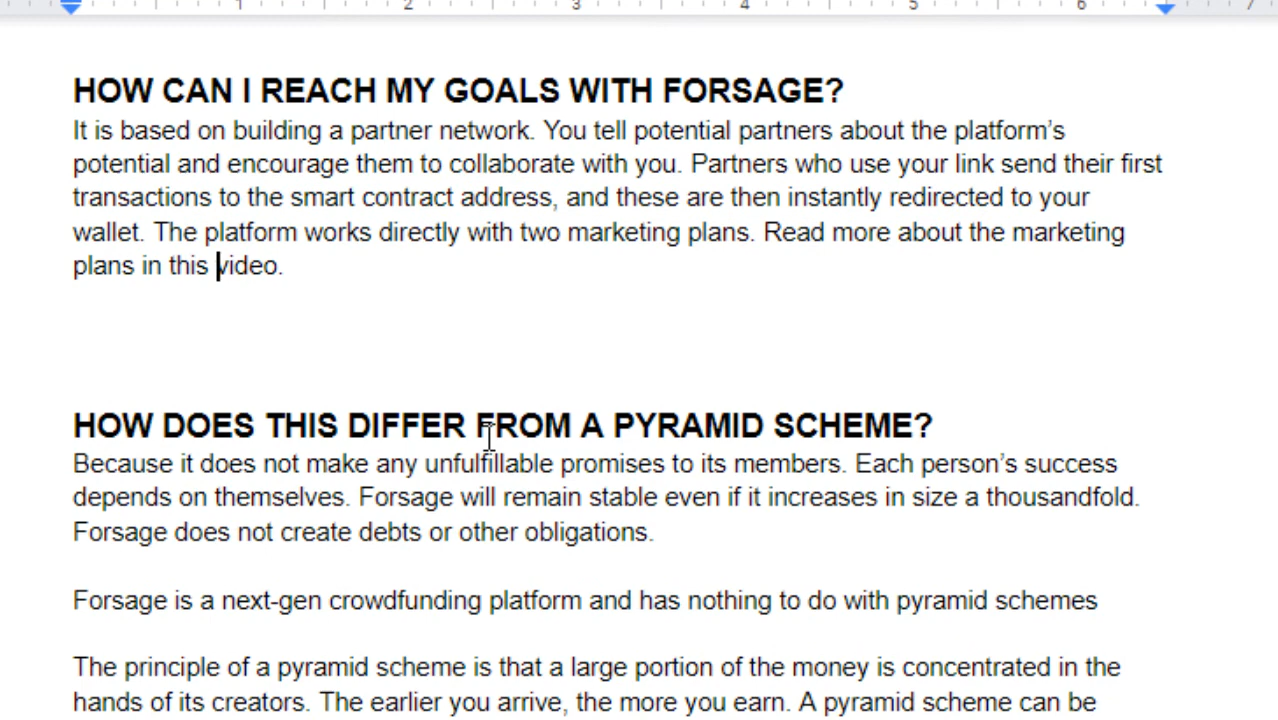 1 2 3 4 5 6 7
HOW CAN I REACH MY GOALS WITH FORSAGE?
It is based on building a partner network. You tell potential partners about the platform’s
potential and encourage them to collaborate with you. Partners who use your link send their first
transactions to the smart contract address, and these are then instantly redirected to your
wallet. The platform works directly with two marketing plans. Read more about the marketing
plans in this video.
HOW DOES THIS DIFFER FROM A PYRAMID SCHEME?
Because it does not make any unfulfillable promises to its members. Each person’s success
depends on themselves. Forsage will remain stable even if it increases in size a thousandfold.
Forsage does not create debts or other obligations.
Forsage is a next-gen crowdfunding platform and has nothing to do with pyramid schemes
The principle of a pyramid scheme is that a large portion of the money is concentrated in the
hands of its creators. The earlier you arrive, the more you earn. A pyramid scheme can be